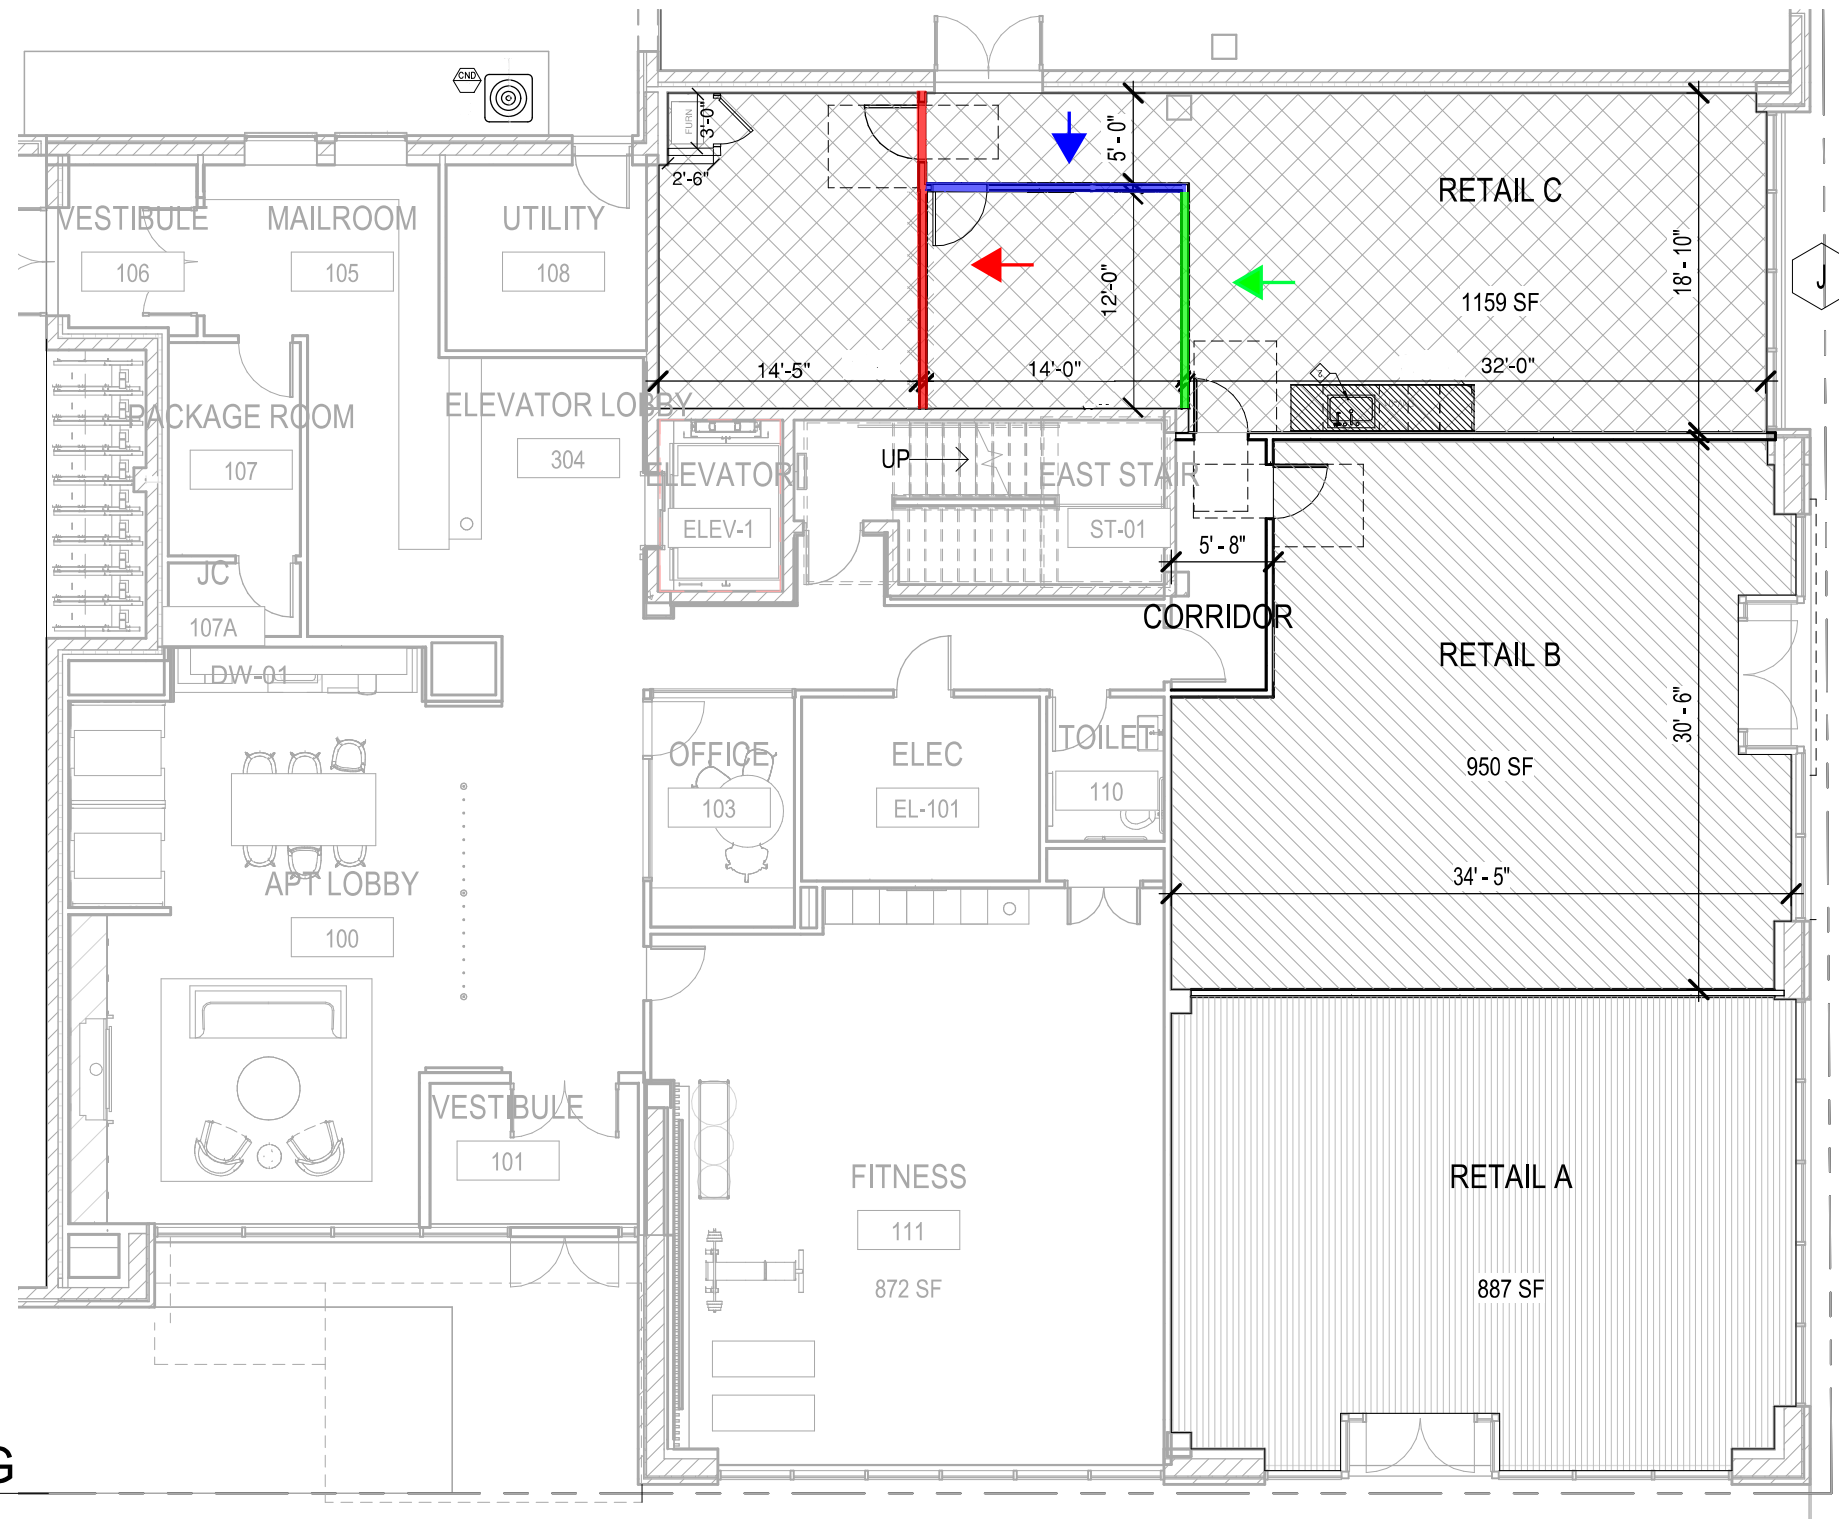 CND
FURN
3'-0"
2'-6"
5' - 0"
RETAIL C
1159 SF
18' - 10"
J
VESTIBULE
106
MAILROOM
105
UTILITY
108
12'-0"
14'-5"
14'-0"
32'-0"
2
PACKAGE ROOM
107
ELEVATOR LOBBY
304
ELEVATOR
ELEV-1
UP
EAST STAIR
ST-01
5' - 8"
JC
107A
CORRIDOR
RETAIL B
950 SF
30' - 6"
34' - 5"
DW-01
OFFICE
103
ELEC
EL-101
TOILET
110
APT LOBBY
100
VESTIBULE
101
FITNESS
111
872 SF
RETAIL A
887 SF
G